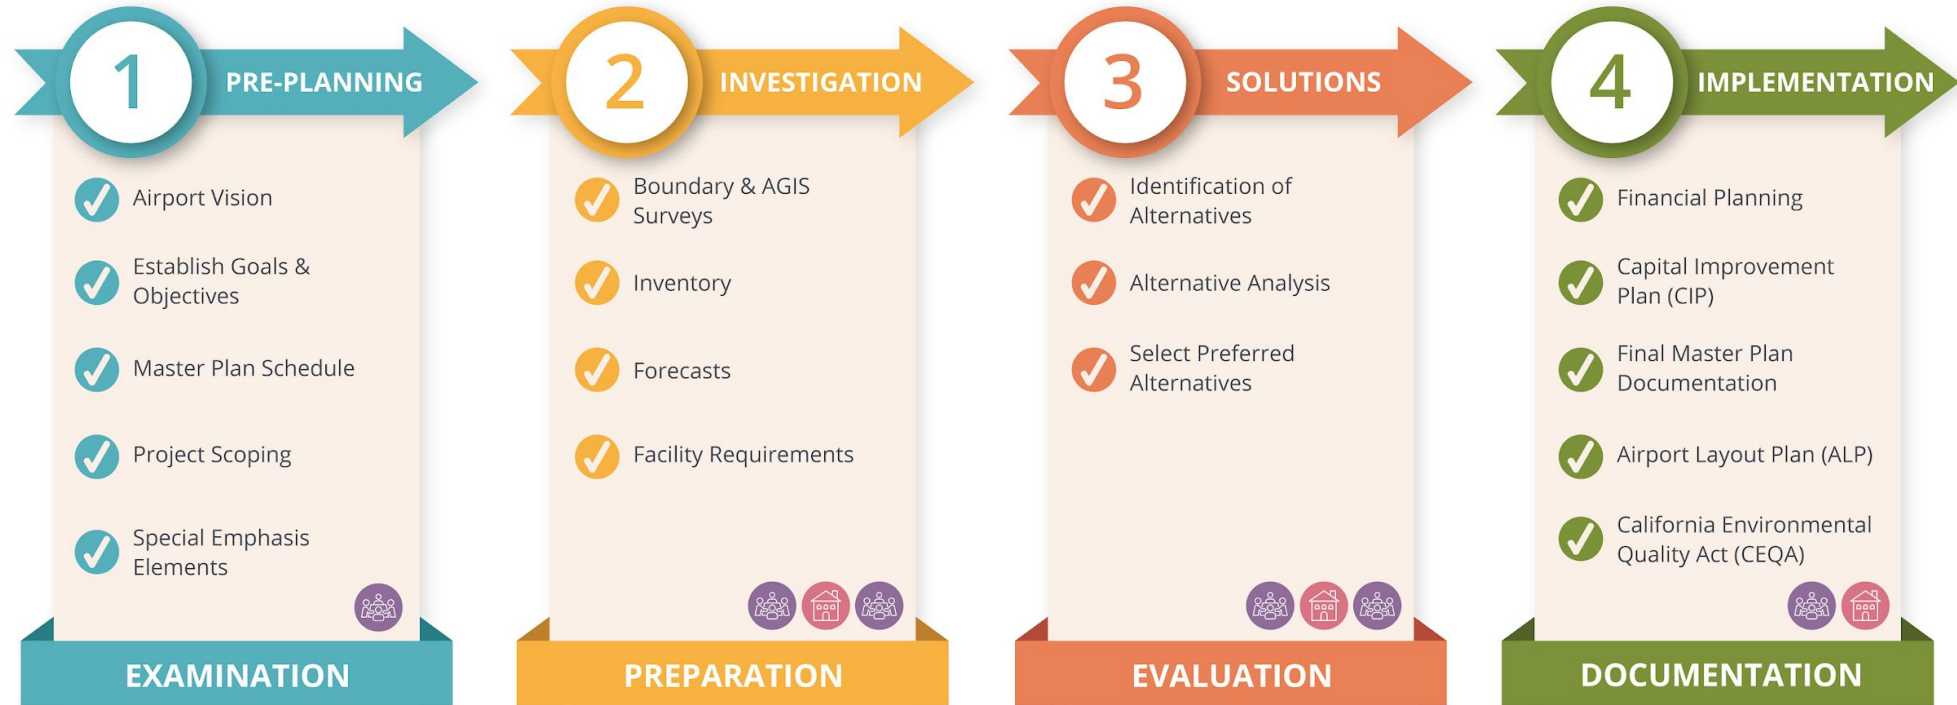 1
PRE-PLANNING
Airport Vision
Establish Goals &
Objectives
Master Plan Schedule
Project Scoping
Special Emphasis
Elements
EXAMINATION
2
INVESTIGATION
Boundary & AGIS
Surveys
Inventory
Forecasts
Facility Requirements
PREPARATION
3
SOLUTIONS
Identification of
Alternatives
Alternative Analysis
Select Preferred
Alternatives
EVALUATION
4
IMPLEMENTATION
Financial Planning
Capital Improvement
Plan (CIP)
Final Master Plan
Documentation
Airport Layout Plan (ALP)
California Environmental
Quality Act (CEQA)
DOCUMENTATION